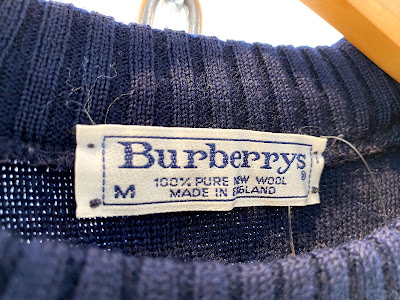 Burberrys
®
M 100% PURE NEW WOOL
MADE IN ENGLAND